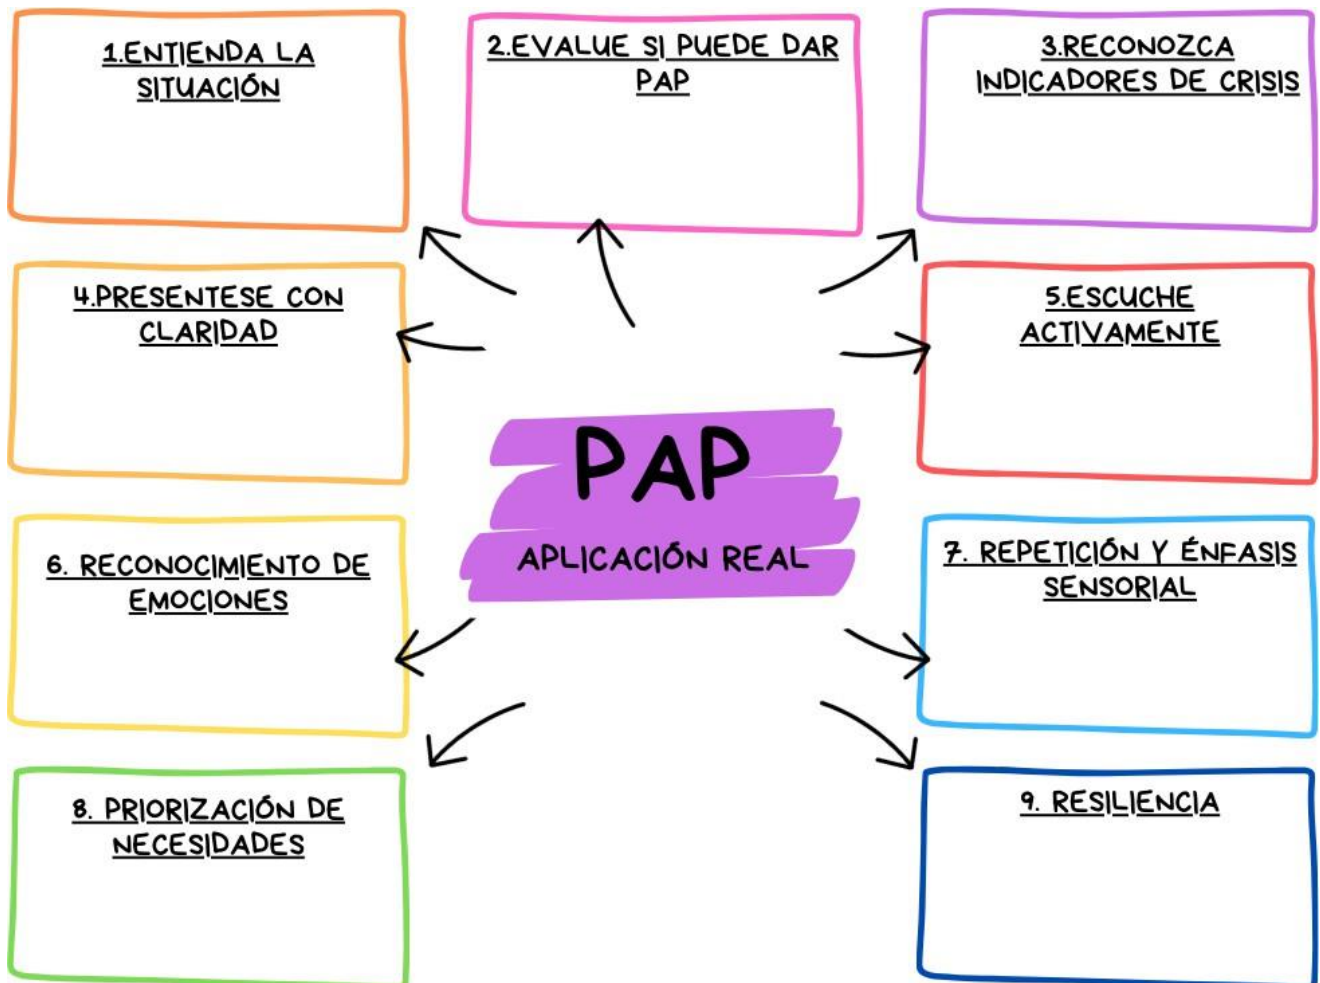 1.ENTIENDA LA
SITUACIÓN
2.EVALUE SI PUEDE DAR
PAP
3.RECONOZCA
INDICADORES DE CRISIS
4.PRESENTESE CON
CLARIDAD
5.ESCUCHE
ACTIVAMENTE
PAP
APLICACIÓN REAL
6. RECONOCIMIENTO DE
EMOCIONES
7. REPETICIÓN Y ÉNFASIS
SENSORIAL
8. PRIORIZACIÓN DE
NECESIDADES
9. RESILIENCIA